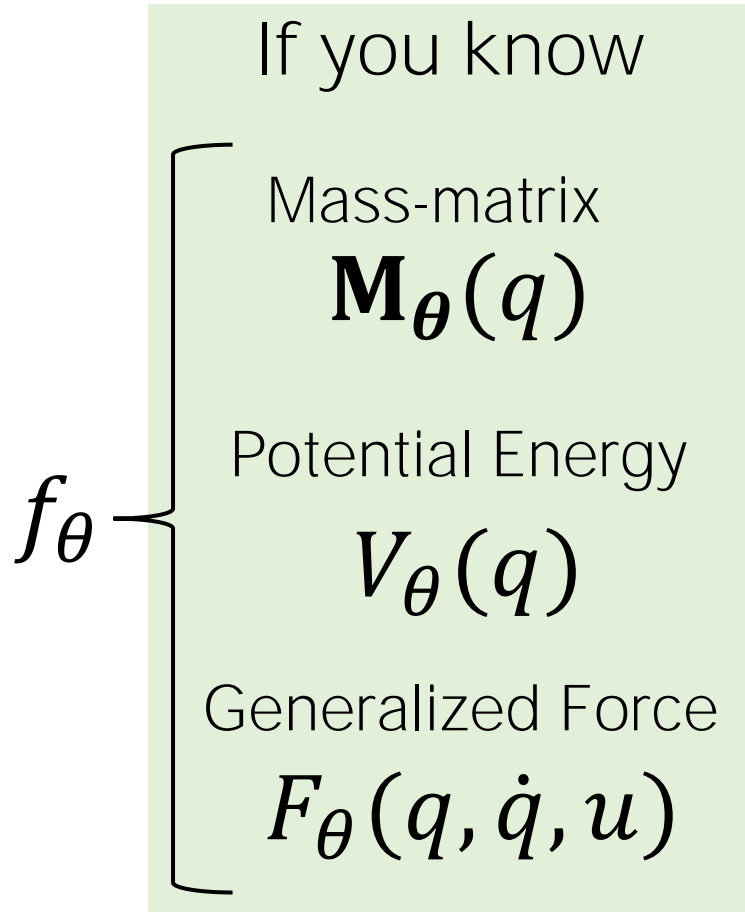 If you know
Mass-matrix
𝐌_𝜽(𝑞)
Potential Energy
𝑓_𝜃
𝑉_𝜃(𝑞)
Generalized Force
𝐹_𝜃(𝑞, 𝑞̇, 𝑢)